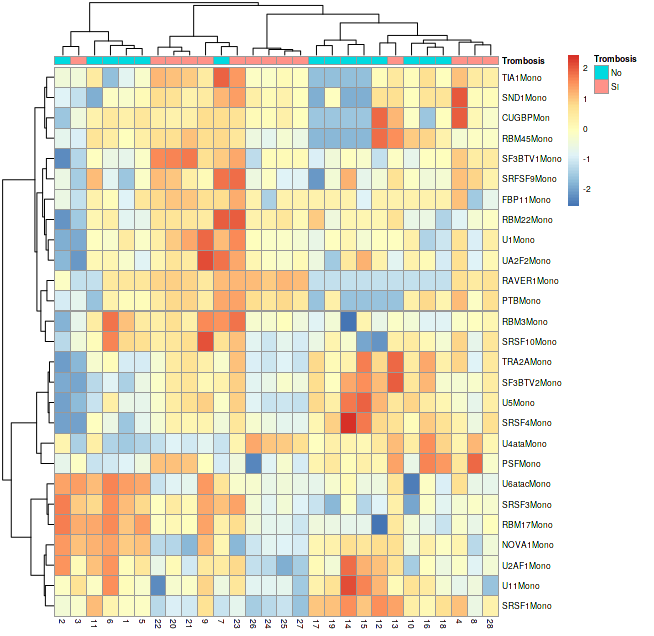 Trombosis
TIA1Mono
SND1Mono
CUGBPMon
RBM45Mono
SF3BTV1Mono
SRFSF9Mono
FBP11Mono
RBM22Mono
U1Mono
UA2F2Mono
RAVER1Mono
PTBMono
RBM3Mono
SRSF10Mono
TRA2AMono
SF3BTV2Mono
U5Mono
SRSF4Mono
U4ataMono
PSFMono
U6atacMono
SRSF3Mono
RBM17Mono
NOVA1Mono
U2AF1Mono
U11Mono
SRSF1Mono
2 3 11 6 1 5 22 20 21 9 7 23 26 24 25 27 17 19 14 15 12 13 10 16 18 4 8 28
2
1
0
-1
-2
Trombosis
No
SI